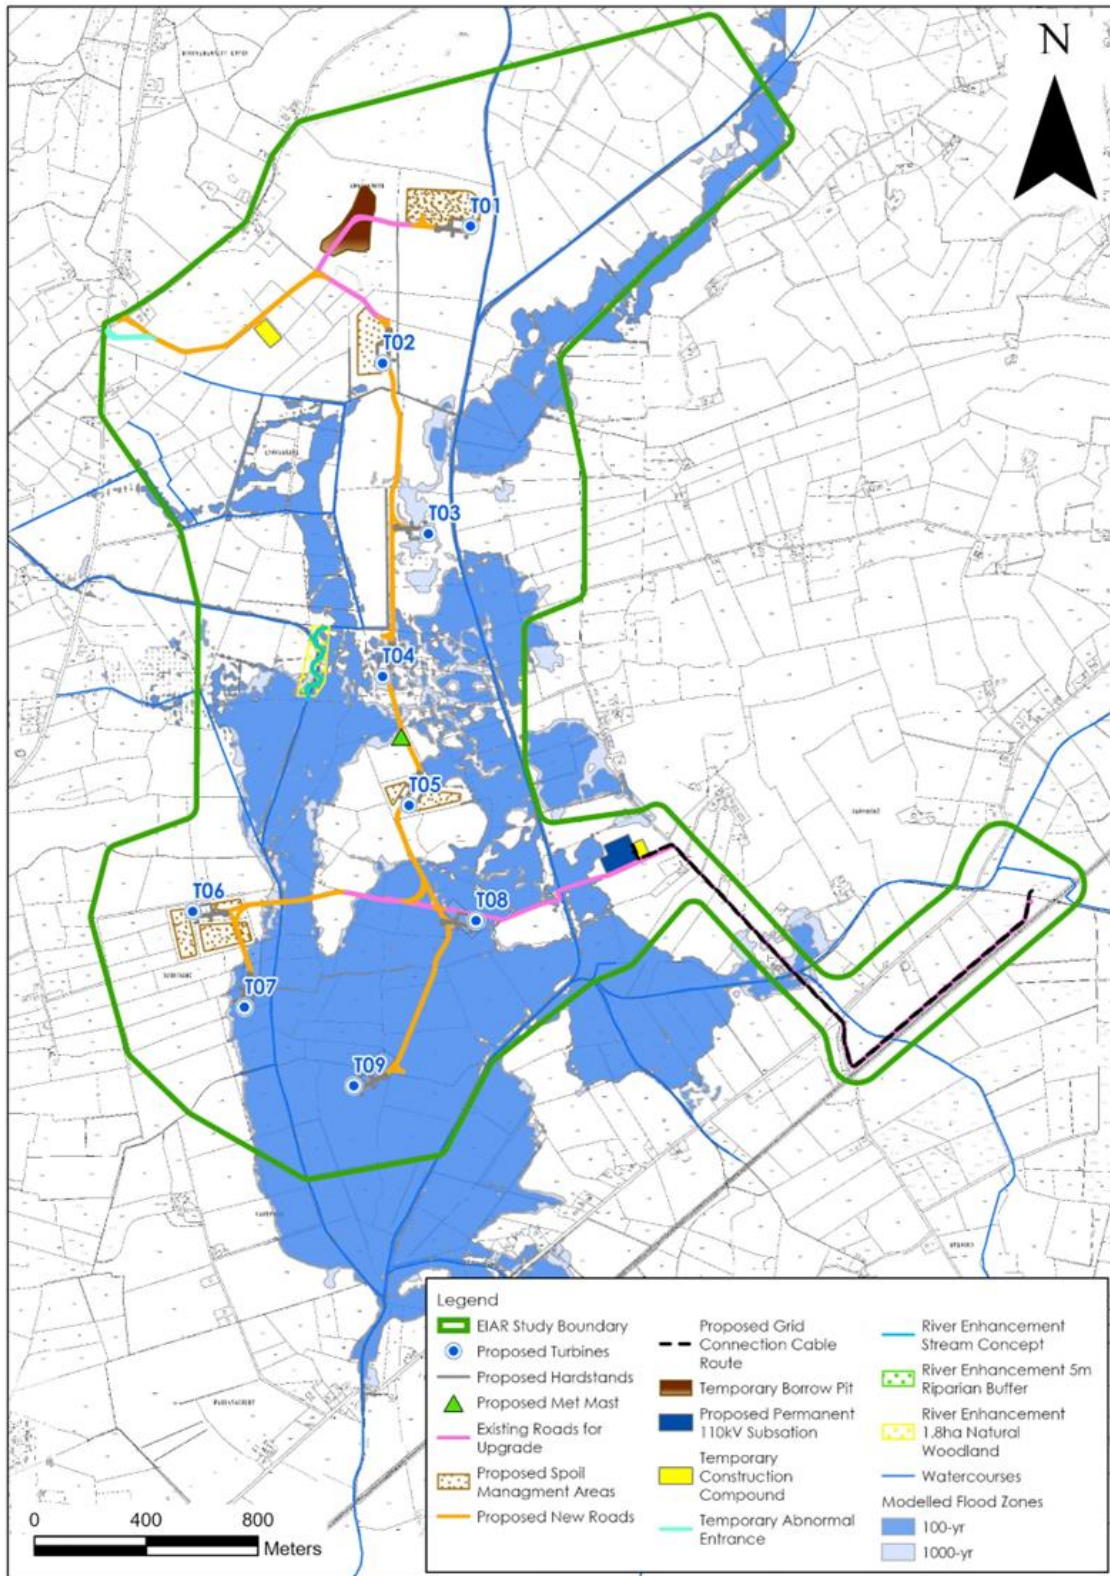 N
T01
T02
T03
T04
T05
T06
T08
T07
T09
Legend
EIAR Study Boundary
Proposed Turbines
Proposed Hardstands
Proposed Met Mast
Existing Roads for
Upgrade
Proposed Spoil
Managment Areas
Proposed New Roads
Proposed Grid
Connection Cable
Route
Temporary Borrow Pit
Proposed Permanent
110kV Subsation
Temporary
Construction
Compound
Temporary Abnormal
Entrance
River Enhancement
Stream Concept
River Enhancement 5m
Riparian Buffer
River Enhancement
1.8ha Natural
Woodland
Watercourses
Modelled Flood Zones
100-yr
1000-yr
0 400 800
Meters